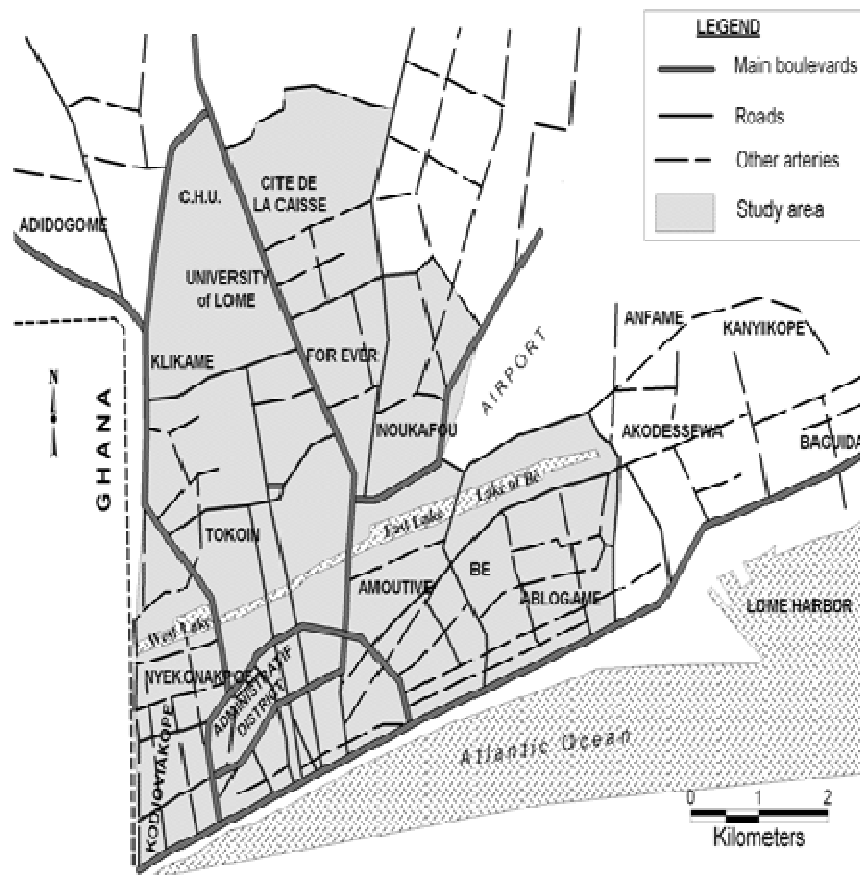 LEGEND
Main boulevards
Roads
Other arteries
Study area
C.H.U.
CITE DE
LA CAISSE
ADIDOGOME
UNIVERSITY
of LOME
ANFAME
KANYIKOPE
KLIKAME
FOR EVER
AIRPORT
N
GHANA
INOUKAFOU
AKODESSEWA
BAGUIDA
Lake of Be
East Lake
TOKOIN
BE
AMOUTIVE
ABLOGAME
LOME HARBOR
West Lake
NYEKONAKPOE
ADMINISTRATIF
DISTRICT
KODJOVIAKOPE
Atlantic Ocean
0 1 2
Kilometers